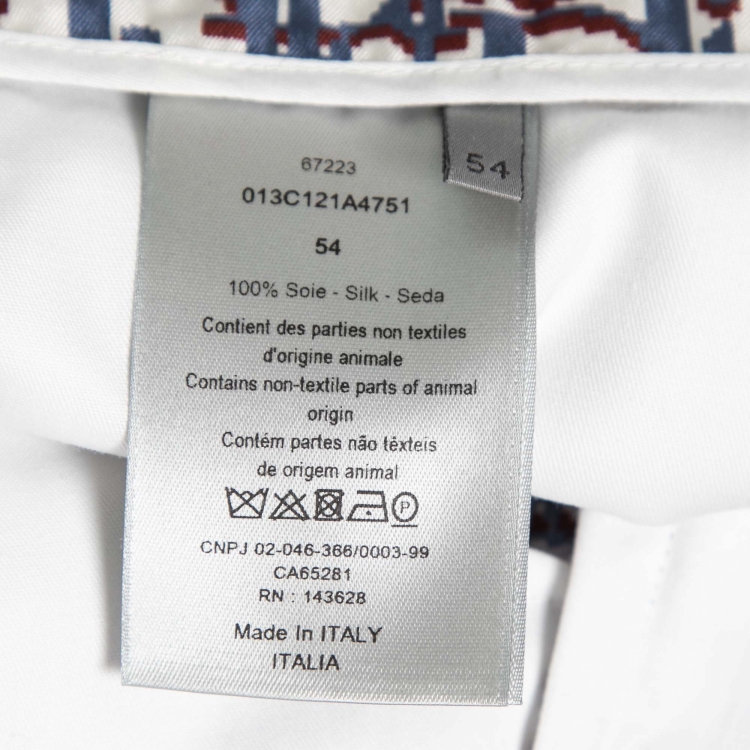 67223
54
013C121A4751
54
100% Soie - Silk - Seda
Contient des parties non textiles
d'origine animale
Contains non-textile parts of animal
origin
Contém partes não têxteis
de origem animal
P
CNPJ 02-046-366/0003-99
CA65281
RN : 143628
Made In ITALY
ITALIA